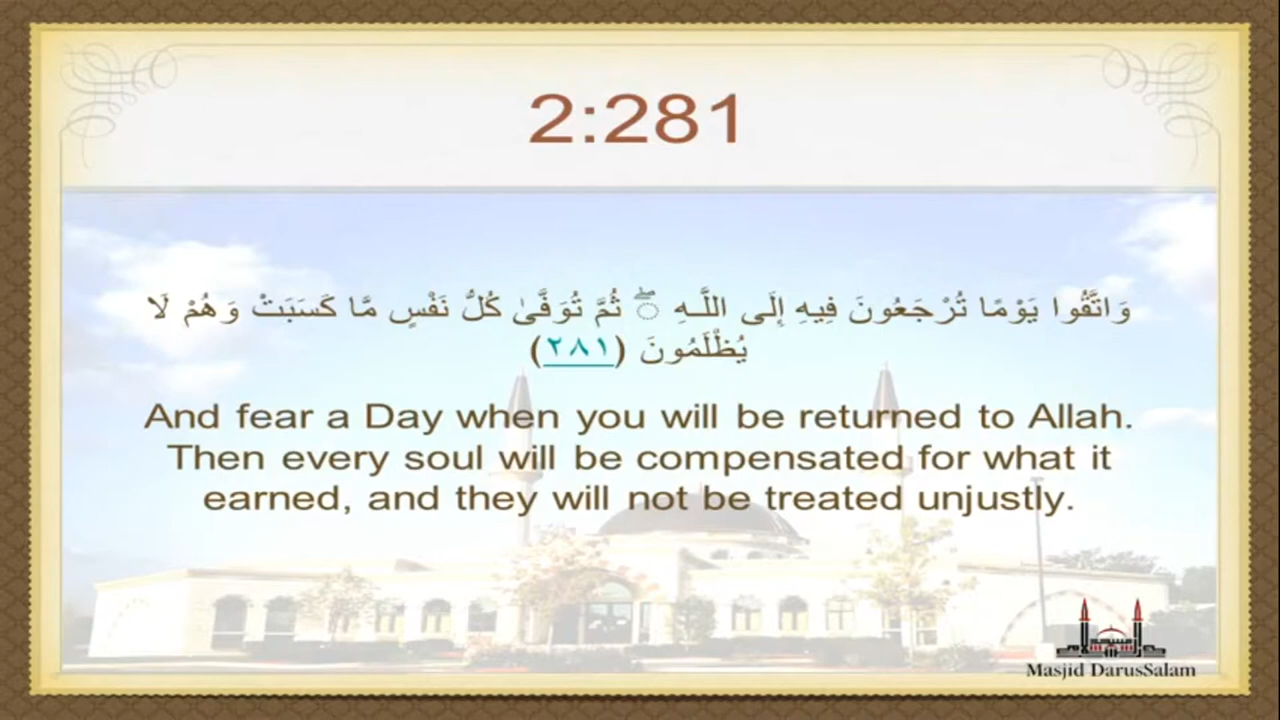 2:281
وَاتَّقُوا يَوْمًا تُرْجَعُونَ فِيهِ إِلَى اللَّـهِ ۖ ثُمَّ تُوَفَّىٰ كُلُّ نَفْسٍ مَّا كَسَبَتْ وَهُمْ لَا
يُظْلَمُونَ ﴿٢٨١﴾
And fear a Day when you will be returned to Allah.
Then every soul will be compensated for what it
earned, and they will not be treated unjustly.
Masjid DarusSalam